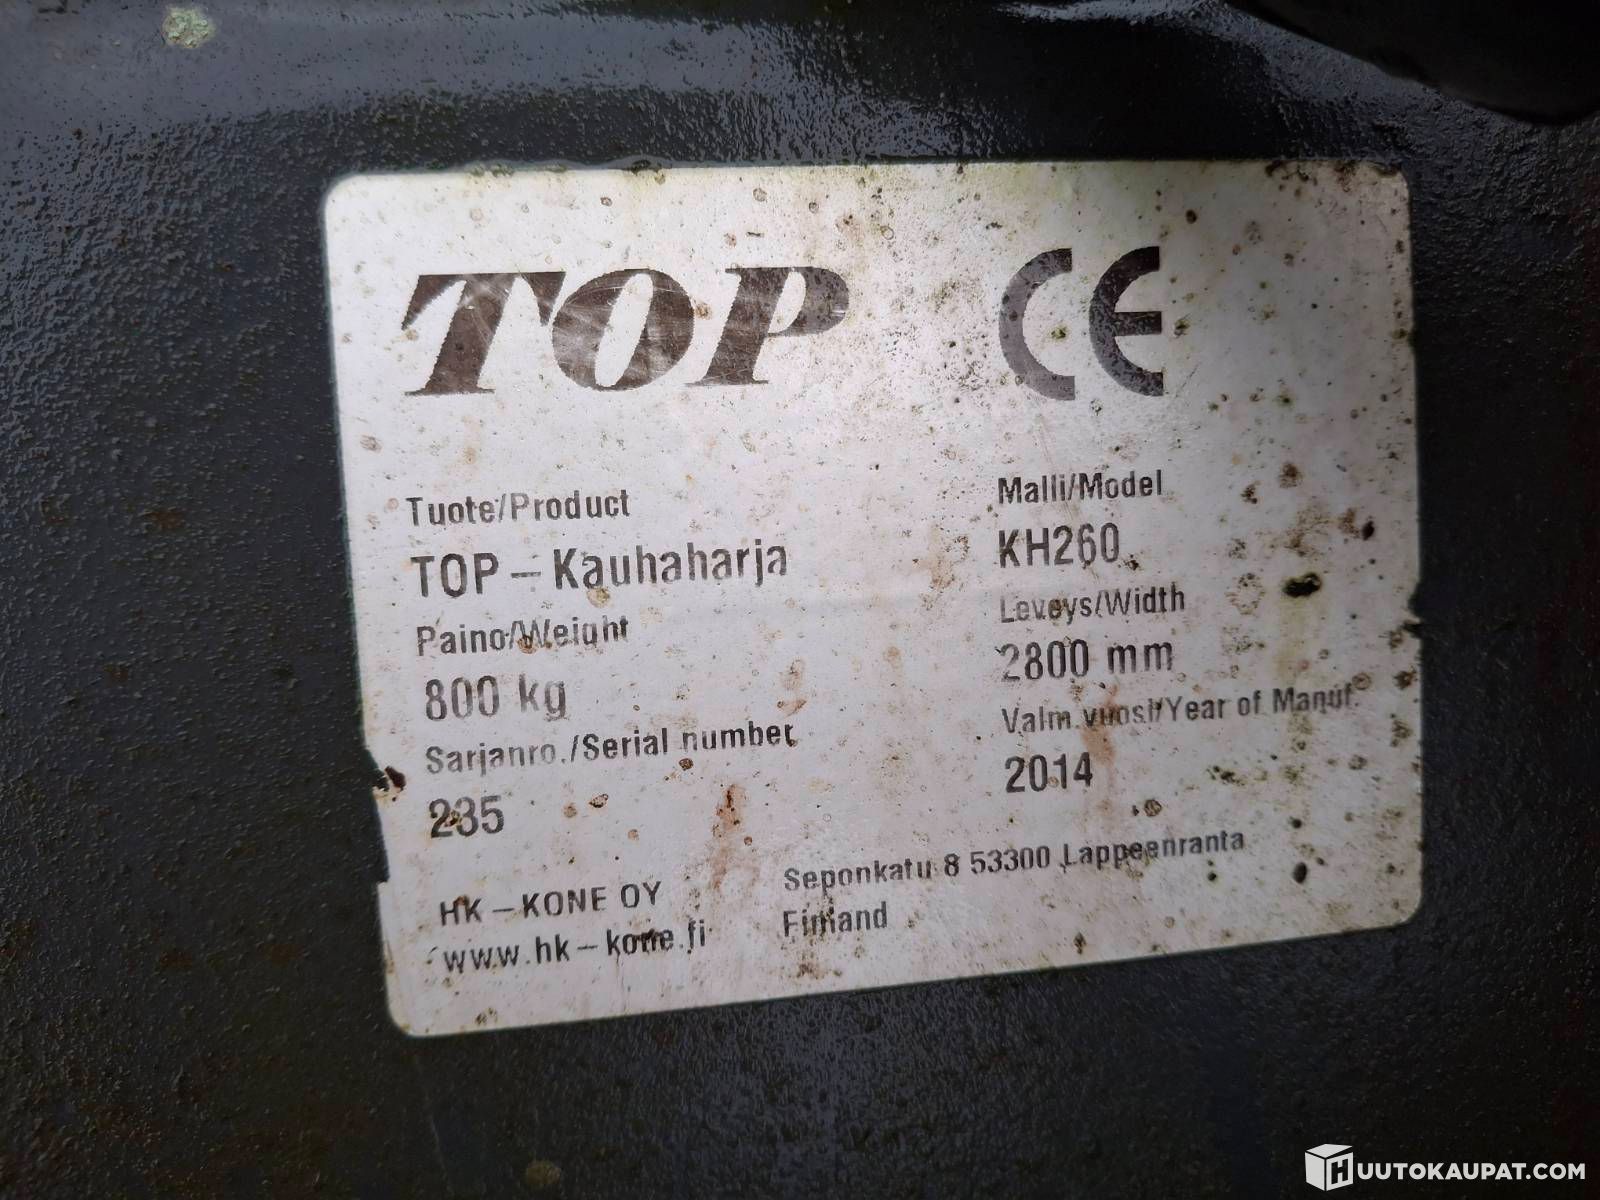 TOP CE
Tuote/Product
TOP – Kauhaharja
Paino/Weight
800 kg
Sarjanro./Serial number
235
Malli/Model
KH260
Leveys/Width
2800 mm
Valm.vuosi/Year of Manuf.
2014
HK – KONE OY
www.hk – kone.fi
Seponkatu 8 53300 Lappeenranta
Finland
HUUTOKAUPAT.COM